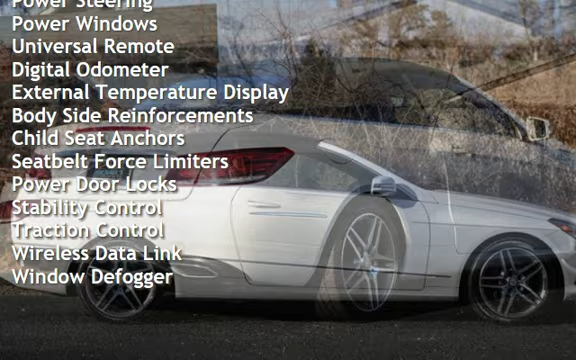 Power Steering
Power Windows
Universal Remote
Digital Odometer
External Temperature Display
Body Side Reinforcements
Child Seat Anchors
Seatbelt Force Limiters
Power Door Locks
Stability Control
Traction Control
Wireless Data Link
Window Defogger